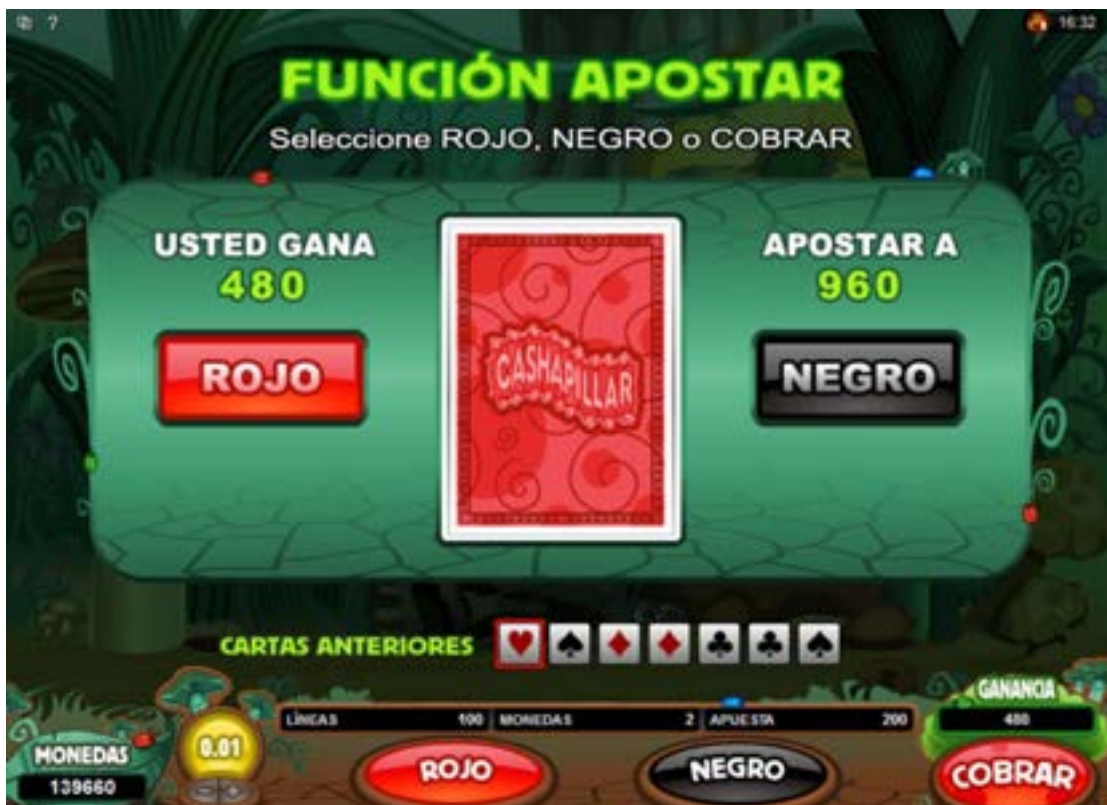 ?
16:32
FUNCIÓN APOSTAR
Seleccione ROJO, NEGRO o COBRAR
USTED GANA
480
APOSTAR A
960
ROJO
CASHAPILLAR
NEGRO
CARTAS ANTERIORES
LÍNEAS 100 MONEDAS 2 APUESTA 200
GANANCIA
480
MONEDAS
139660
0.01
ROJO
NEGRO
COBRAR